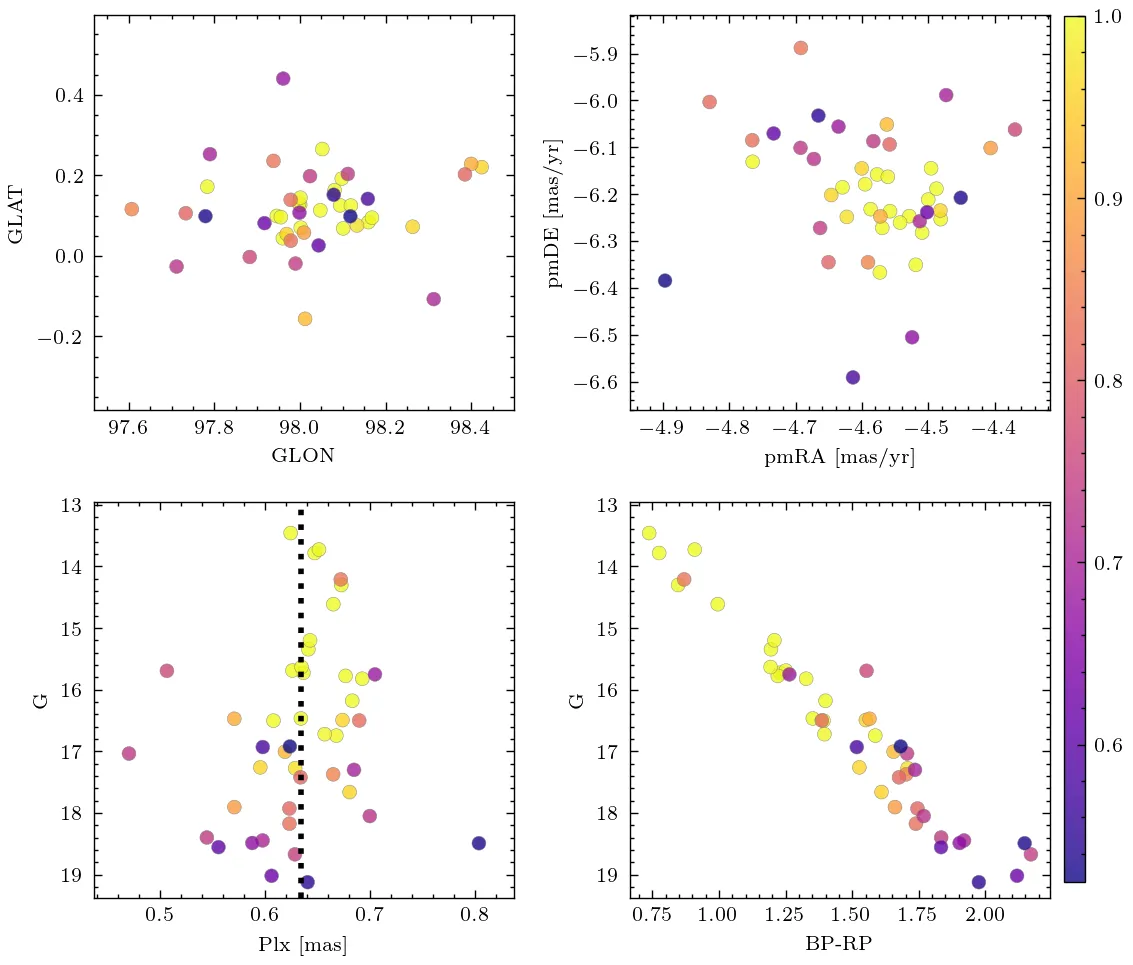 0.4
0.2
0.0
−0.2
GLAT
97.6 97.8 98.0 98.2 98.4
GLON
−5.9
−6.0
−6.1
−6.2
−6.3
−6.4
−6.5
−6.6
pmDE [mas/yr]
−4.9 −4.8 −4.7 −4.6 −4.5 −4.4
pmRA [mas/yr]
13
14
15
16
17
18
19
G
0.5 0.6 0.7 0.8
Plx [mas]
13
14
15
16
17
18
19
G
0.75 1.00 1.25 1.50 1.75 2.00
BP-RP
1.0
0.9
0.8
0.7
0.6